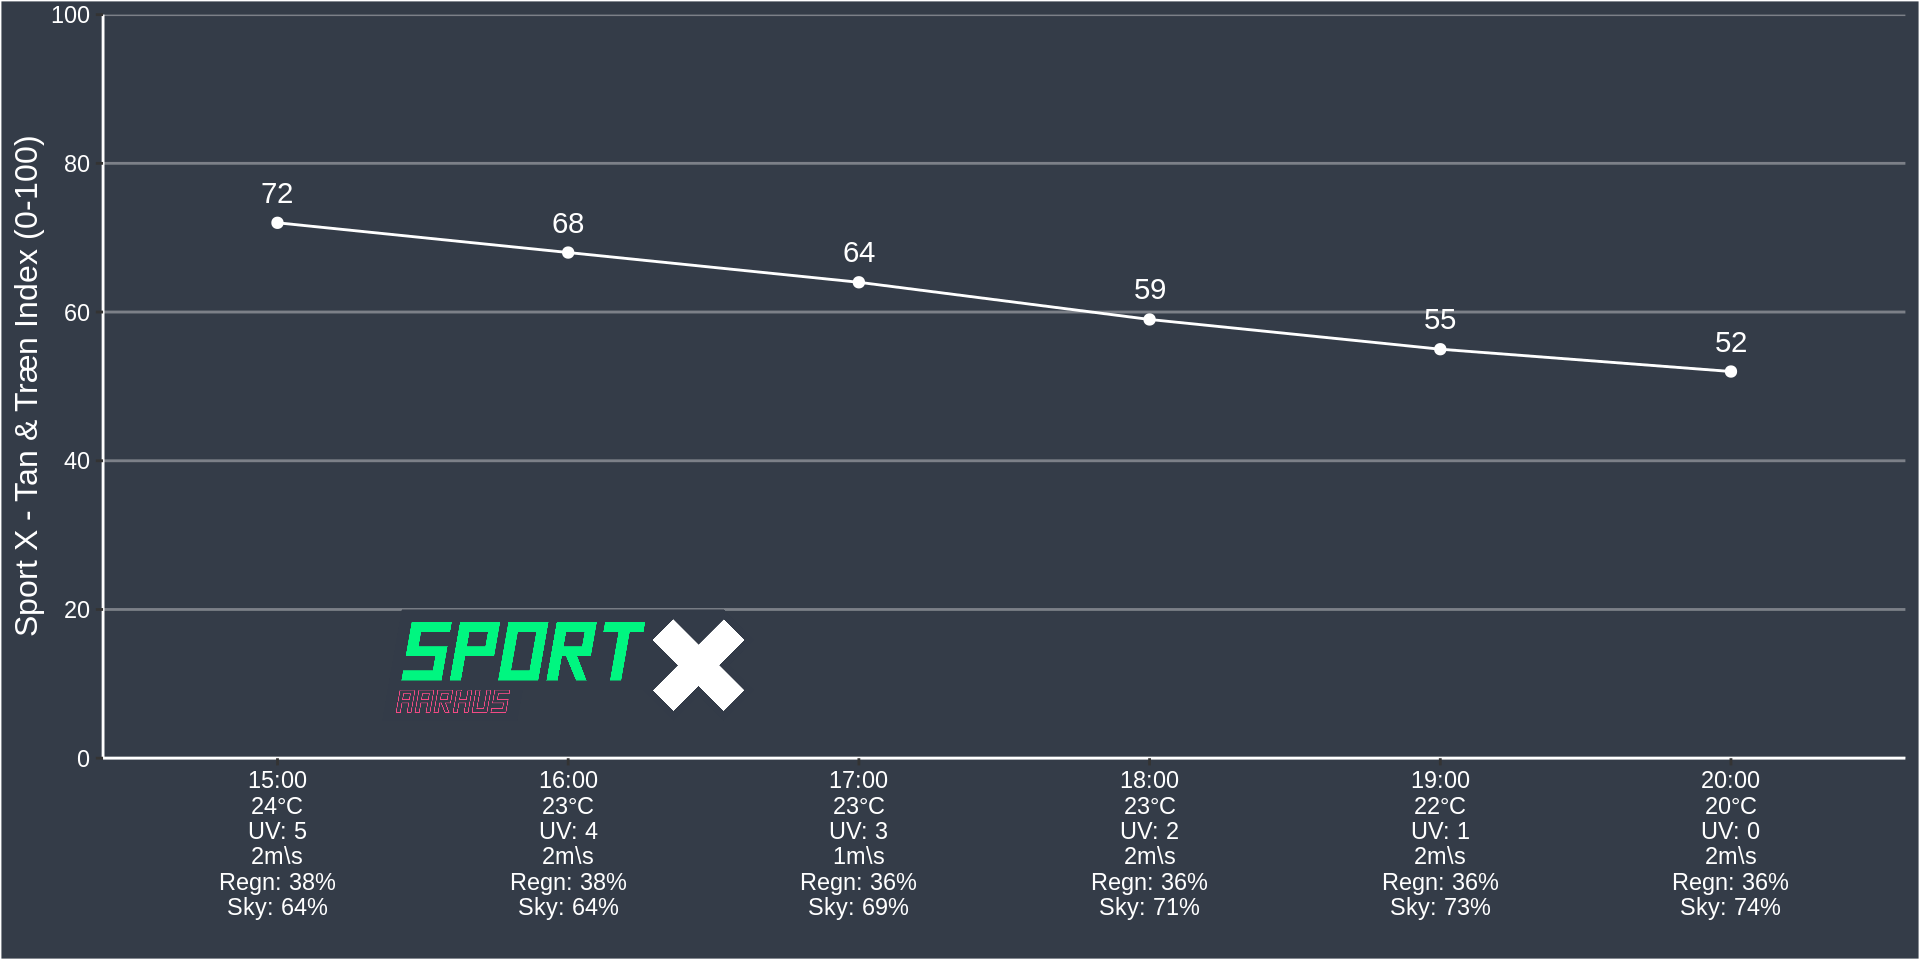 Sport X - Tan & Træn Index (0-100)
100
80
60
40
20
0
72
68
64
59
55
52
SPORT X
AARHUS
15:00
24°C
UV: 5
2m\s
Regn: 38%
Sky: 64%
16:00
23°C
UV: 4
2m\s
Regn: 38%
Sky: 64%
17:00
23°C
UV: 3
1m\s
Regn: 36%
Sky: 69%
18:00
23°C
UV: 2
2m\s
Regn: 36%
Sky: 71%
19:00
22°C
UV: 1
2m\s
Regn: 36%
Sky: 73%
20:00
20°C
UV: 0
2m\s
Regn: 36%
Sky: 74%